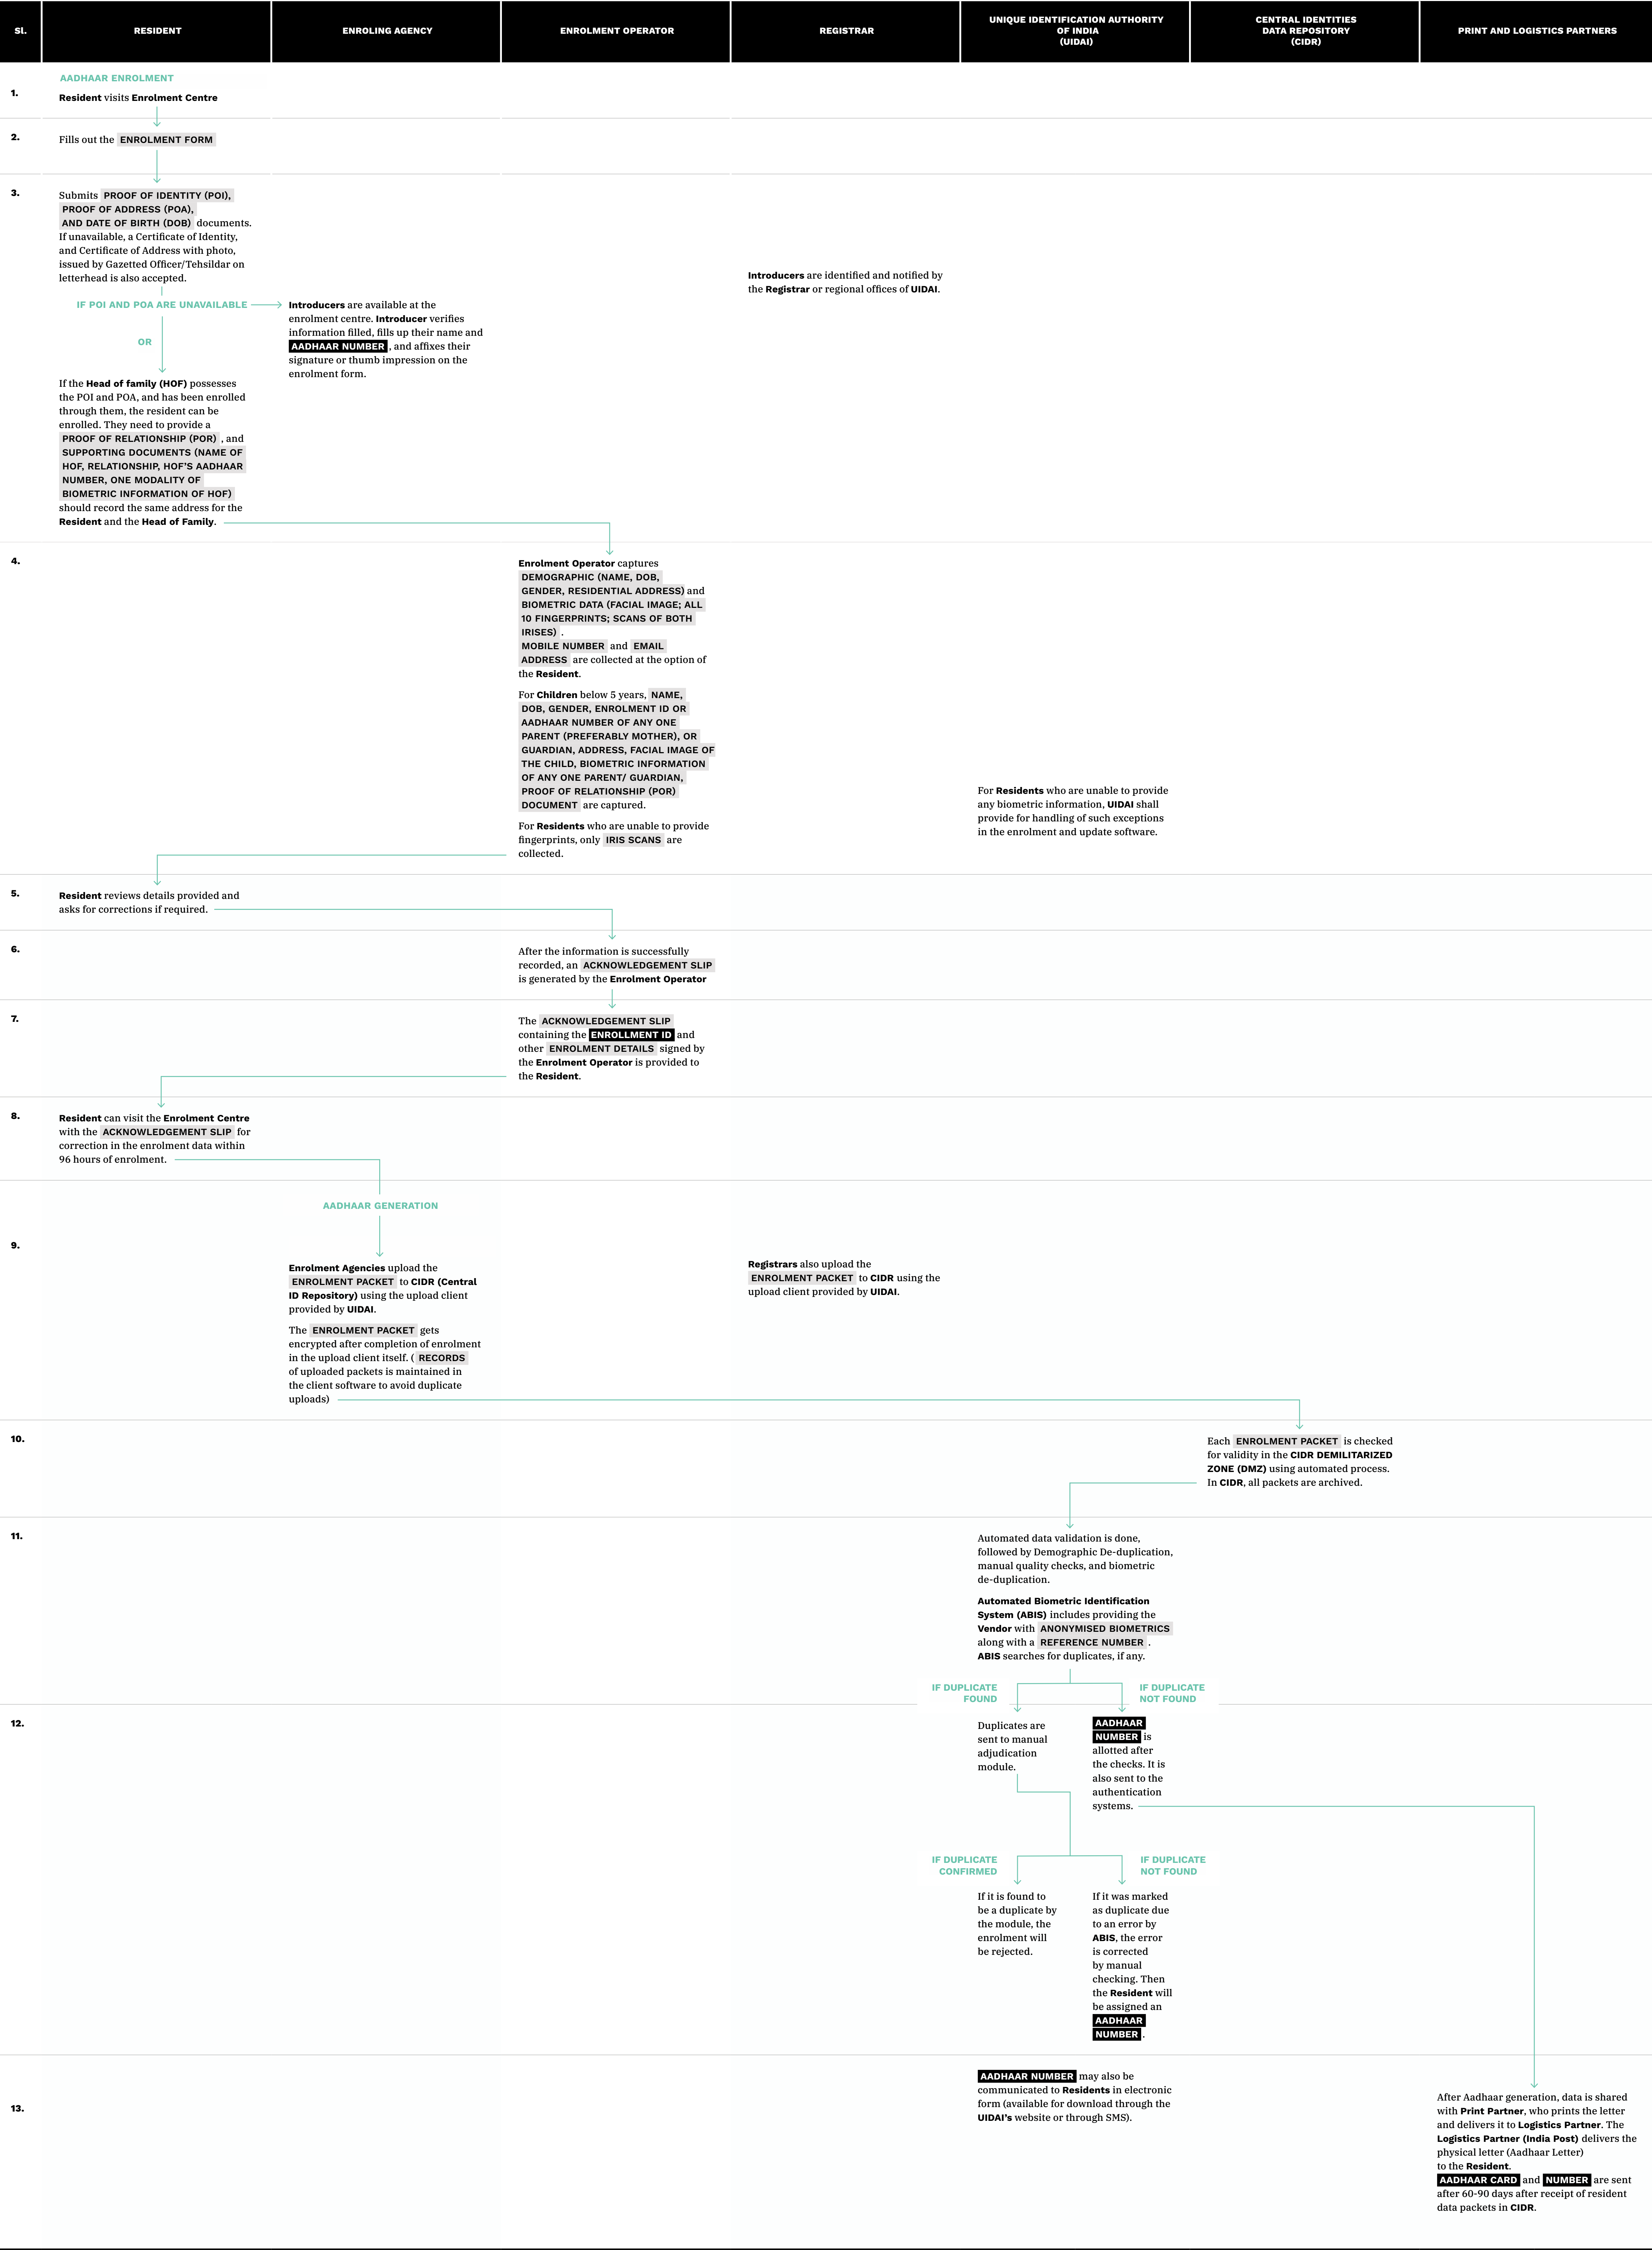 SI.
RESIDENT
ENROLING AGENCY
ENROLMENT OPERATOR
REGISTRAR
UNIQUE IDENTIFICATION AUTHORITY
OF INDIA
(UIDAI)
CENTRAL IDENTITIES
DATA REPOSITORY
(CIDR)
PRINT AND LOGISTICS PARTNERS
AADHAAR ENROLMENT
1.
Resident visits Enrolment Centre
2.
Fills out the ENROLMENT FORM
3.
Submits PROOF OF IDENTITY (POI),
PROOF OF ADDRESS (POA),
AND DATE OF BIRTH (DOB) documents.
If unavailable, a Certificate of Identity,
and Certificate of Address with photo,
issued by Gazetted Officer/Tehsildar on
letterhead is also accepted.
IF POI AND POA ARE UNAVAILABLE
OR
If the Head of family (HOF) possesses
the POI and POA, and has been enrolled
through them, the resident can be
enrolled. They need to provide a
PROOF OF RELATIONSHIP (POR) , and
SUPPORTING DOCUMENTS (NAME OF
HOF, RELATIONSHIP, HOF'S AADHAAR
NUMBER, ONE MODALITY OF
BIOMETRIC INFORMATION OF HOF)
should record the same address for the
Resident and the Head of Family.
Introducers are available at the
enrolment centre. Introducer verifies
information filled, fills up their name and
AADHAAR NUMBER , and affixes their
signature or thumb impression on the
enrolment form.
Introducers are identified and notified by
the Registrar or regional offices of UIDAI.
4.
Enrolment Operator captures
DEMOGRAPHIC (NAME, DOB,
GENDER, RESIDENTIAL ADDRESS) and
BIOMETRIC DATA (FACIAL IMAGE; ALL
10 FINGERPRINTS; SCANS OF BOTH
IRISES) .
MOBILE NUMBER and EMAIL
ADDRESS are collected at the option of
the Resident.
For Children below 5 years, NAME,
DOB, GENDER, ENROLMENT ID OR
AADHAAR NUMBER OF ANY ONE
PARENT (PREFERABLY MOTHER), OR
GUARDIAN, ADDRESS, FACIAL IMAGE OF
THE CHILD, BIOMETRIC INFORMATION
OF ANY ONE PARENT/ GUARDIAN,
PROOF OF RELATIONSHIP (POR)
DOCUMENT are captured.
For Residents who are unable to provide
fingerprints, only IRIS SCANS are
collected.
For Residents who are unable to provide
any biometric information, UIDAI shall
provide for handling of such exceptions
in the enrolment and update software.
5.
Resident reviews details provided and
asks for corrections if required.
6.
After the information is successfully
recorded, an ACKNOWLEDGEMENT SLIP
is generated by the Enrolment Operator
7.
The ACKNOWLEDGEMENT SLIP
containing the ENROLLMENT ID and
other ENROLMENT DETAILS signed by
the Enrolment Operator is provided to
the Resident.
8.
Resident can visit the Enrolment Centre
with the ACKNOWLEDGEMENT SLIP for
correction in the enrolment data within
96 hours of enrolment.
AADHAAR GENERATION
9.
Enrolment Agencies upload the
ENROLMENT PACKET to CIDR (Central
ID Repository) using the upload client
provided by UIDAI.
The ENROLMENT PACKET gets
encrypted after completion of enrolment
in the upload client itself. ( RECORDS
of uploaded packets is maintained in
the client software to avoid duplicate
uploads)
Registrars also upload the
ENROLMENT PACKET to CIDR using the
upload client provided by UIDAI.
10.
Each ENROLMENT PACKET is checked
for validity in the CIDR DEMILITARIZED
ZONE (DMZ) using automated process.
In CIDR, all packets are archived.
11.
Automated data validation is done,
followed by Demographic De-duplication,
manual quality checks, and biometric
de-duplication.
Automated Biometric Identification
System (ABIS) includes providing the
Vendor with ANONYMISED BIOMETRICS
along with a REFERENCE NUMBER .
ABIS searches for duplicates, if any.
IF DUPLICATE
FOUND
IF DUPLICATE
NOT FOUND
12.
Duplicates are
sent to manual
adjudication
module.
AADHAAR
NUMBER is
allotted after
the checks. It is
also sent to the
authentication
systems.
IF DUPLICATE
CONFIRMED
IF DUPLICATE
NOT FOUND
If it is found to
be a duplicate by
the module, the
enrolment will
be rejected.
If it was marked
as duplicate due
to an error by
ABIS, the error
is corrected
by manual
checking. Then
the Resident will
be assigned an
AADHAAR
NUMBER .
13.
AADHAAR NUMBER may also be
communicated to Residents in electronic
form (available for download through the
UIDAI's website or through SMS).
After Aadhaar generation, data is shared
with Print Partner, who prints the letter
and delivers it to Logistics Partner. The
Logistics Partner (India Post) delivers the
physical letter (Aadhaar Letter)
to the Resident.
AADHAAR CARD and NUMBER are sent
after 60-90 days after receipt of resident
data packets in CIDR.